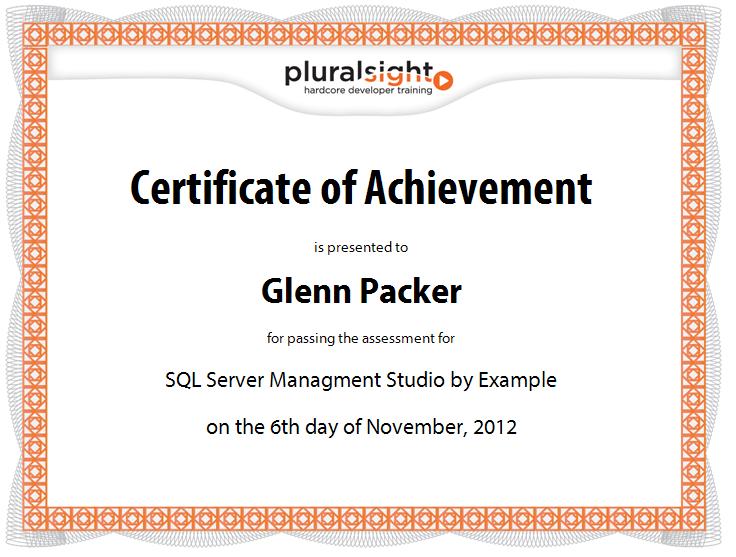 pluralsight
hardcore developer training
Certificate of Achievement
is presented to
Glenn Packer
for passing the assessment for
SQL Server Managment Studio by Example
on the 6th day of November, 2012